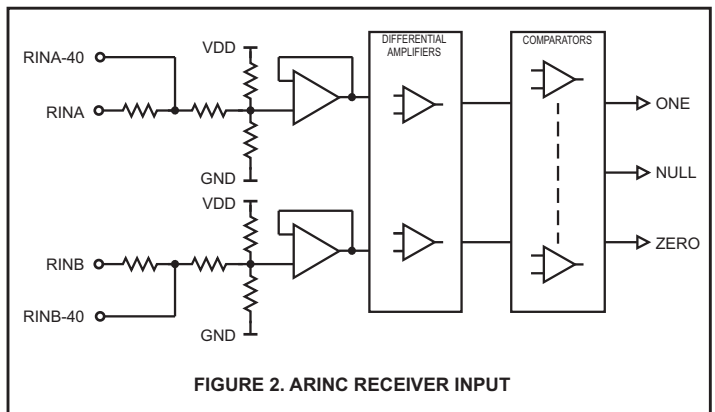 DIFFERENTIAL
AMPLIFIERS
COMPARATORS
VDD
RINA-40
RINA
ONE
GND
NULL
VDD
ZERO
RINB
RINB-40
GND
FIGURE 2. ARINC RECEIVER INPUT